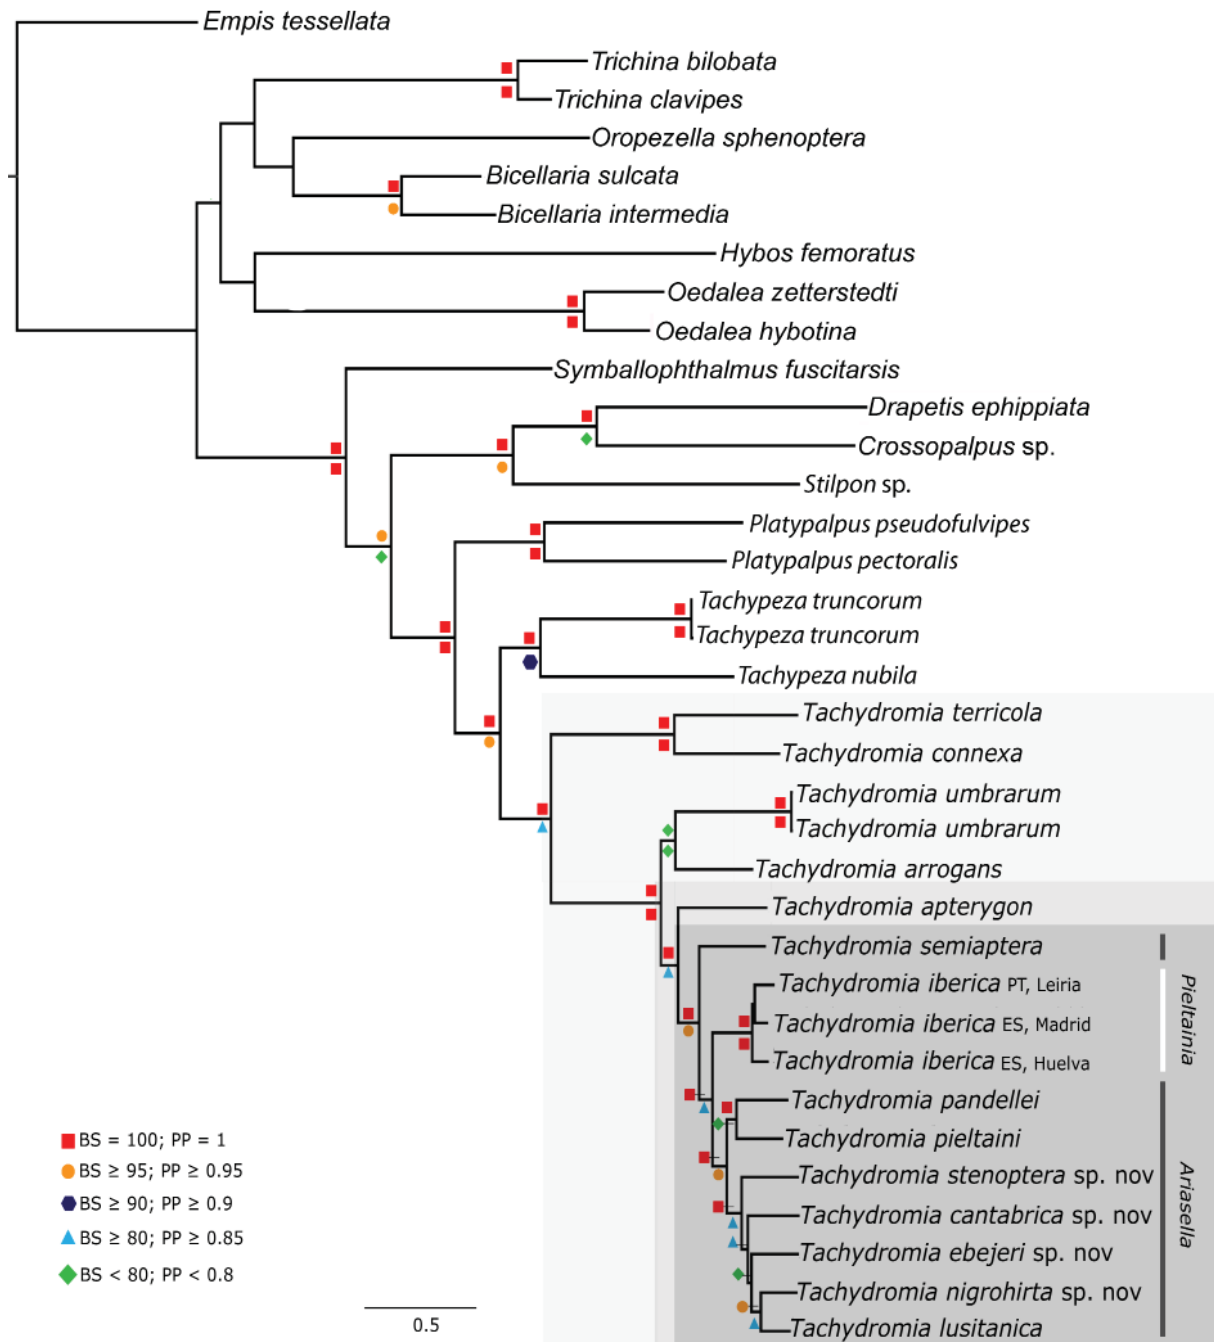 Empis tessellata
Trichina bilobata
Trichina clavipes
Oropezella sphenoptera
Bicellaria sulcata
Bicellaria intermedia
Hybos femoratus
Oedalea zetterstedti
Oedalea hybotina
Symballophthalmus fuscitarsis
Drapetis ephippiata
Crossopalpus sp.
Stilpon sp.
Platypalpus pseudofulvipes
Platypalpus pectoralis
Tachypeza truncorum
Tachypeza truncorum
Tachypeza nubila
Tachydromia terricola
Tachydromia connexa
Tachydromia umbrarum
Tachydromia umbrarum
Tachydromia arrogans
Tachydromia apterygon
Tachydromia semiaptera
Tachydromia iberica PT, Leiria
Tachydromia iberica ES, Madrid
Tachydromia iberica ES, Huelva
Pieltainia
Tachydromia pandellei
Tachydromia pieltaini
Tachydromia stenoptera sp. nov
Tachydromia cantabrica sp. nov
Tachydromia ebejeri sp. nov
Tachydromia nigrohirta sp. nov
Tachydromia lusitanica
Ariasella
BS = 100; PP = 1
BS ≥ 95; PP ≥ 0.95
BS ≥ 90; PP ≥ 0.9
BS ≥ 80; PP ≥ 0.85
BS < 80; PP < 0.8
0.5